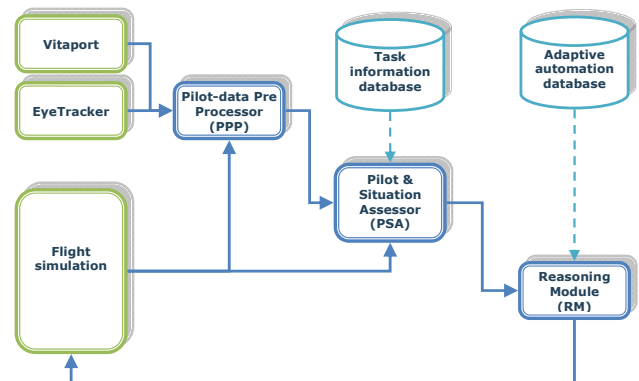 Vitaport
EyeTracker
Pilot-data Pre
Processor
(PPP)
Task
information
database
Adaptive
automation
database
Pilot &
Situation
Assessor
(PSA)
Flight
simulation
Reasoning
Module
(RM)